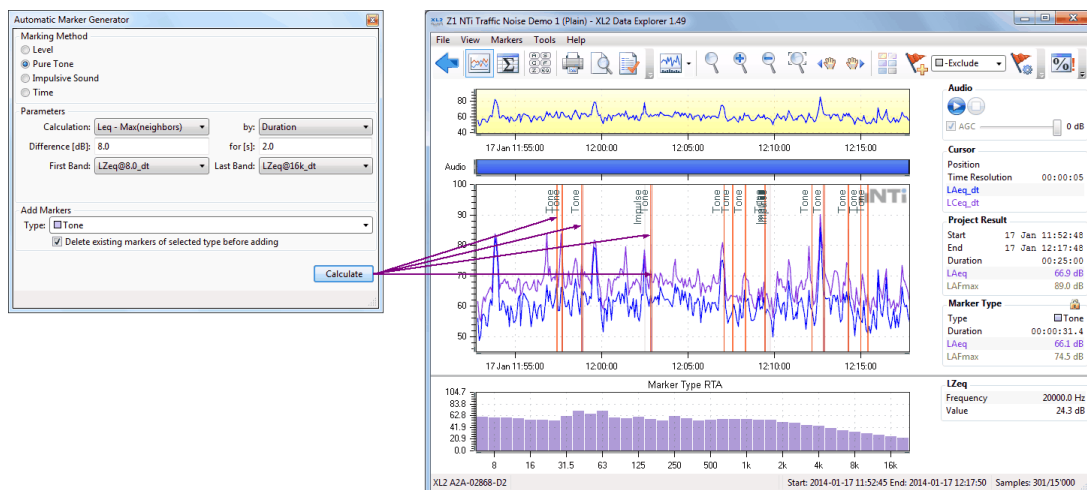 Automatic Marker Generator
Marking Method
Level
Pure Tone
Impulsive Sound
Time
Parameters
Calculation: Leq - Max(neighbors) by: Duration
Difference [dB]: 8.0 for [s]: 2.0
First Band: LZeq@8.0_dt Last Band: LZeq@16k_dt
Add Markers
Type: Tone
Delete existing markers of selected type before adding
Calculate
XL2 Z1 NTi Traffic Noise Demo 1 (Plain) - XL2 Data Explorer 1.49
File View Markers Tools Help
-Exclude
%!
80
60
40
17 Jan 11:55:00 12:00:00 12:05:00 12:10:00 12:15:00
Audio
100
90
80
70
60
50
Tone
Tone
Tone
Impulse
Tone
Tone
Tone
Tone
Tone
Tone
Tone
Tone
NTi
17 Jan 11:55:00 12:00:00 12:05:00 12:10:00 12:15:00
Marker Type RTA
104.7
83.8
62.8
41.9
20.9
0.0
8 16 31.5 63 125 250 500 1k 2k 4k 8k 16k
Audio
AGC 0 dB
Cursor
Position
Time Resolution 00:00:05
LAeq_dt
LCeq_dt
Project Result
Start 17 Jan 11:52:48
End 17 Jan 12:17:48
Duration 00:25:00
LAeq 66.9 dB
LAFmax 89.0 dB
Marker Type
Type Tone
Duration 00:00:31.4
LAeq 66.1 dB
LAFmax 74.5 dB
LZeq
Frequency 20000.0 Hz
Value 24.3 dB
XL2 A2A-02868-D2 Start: 2014-01-17 11:52:45 End: 2014-01-17 12:17:50 Samples: 301/15'000